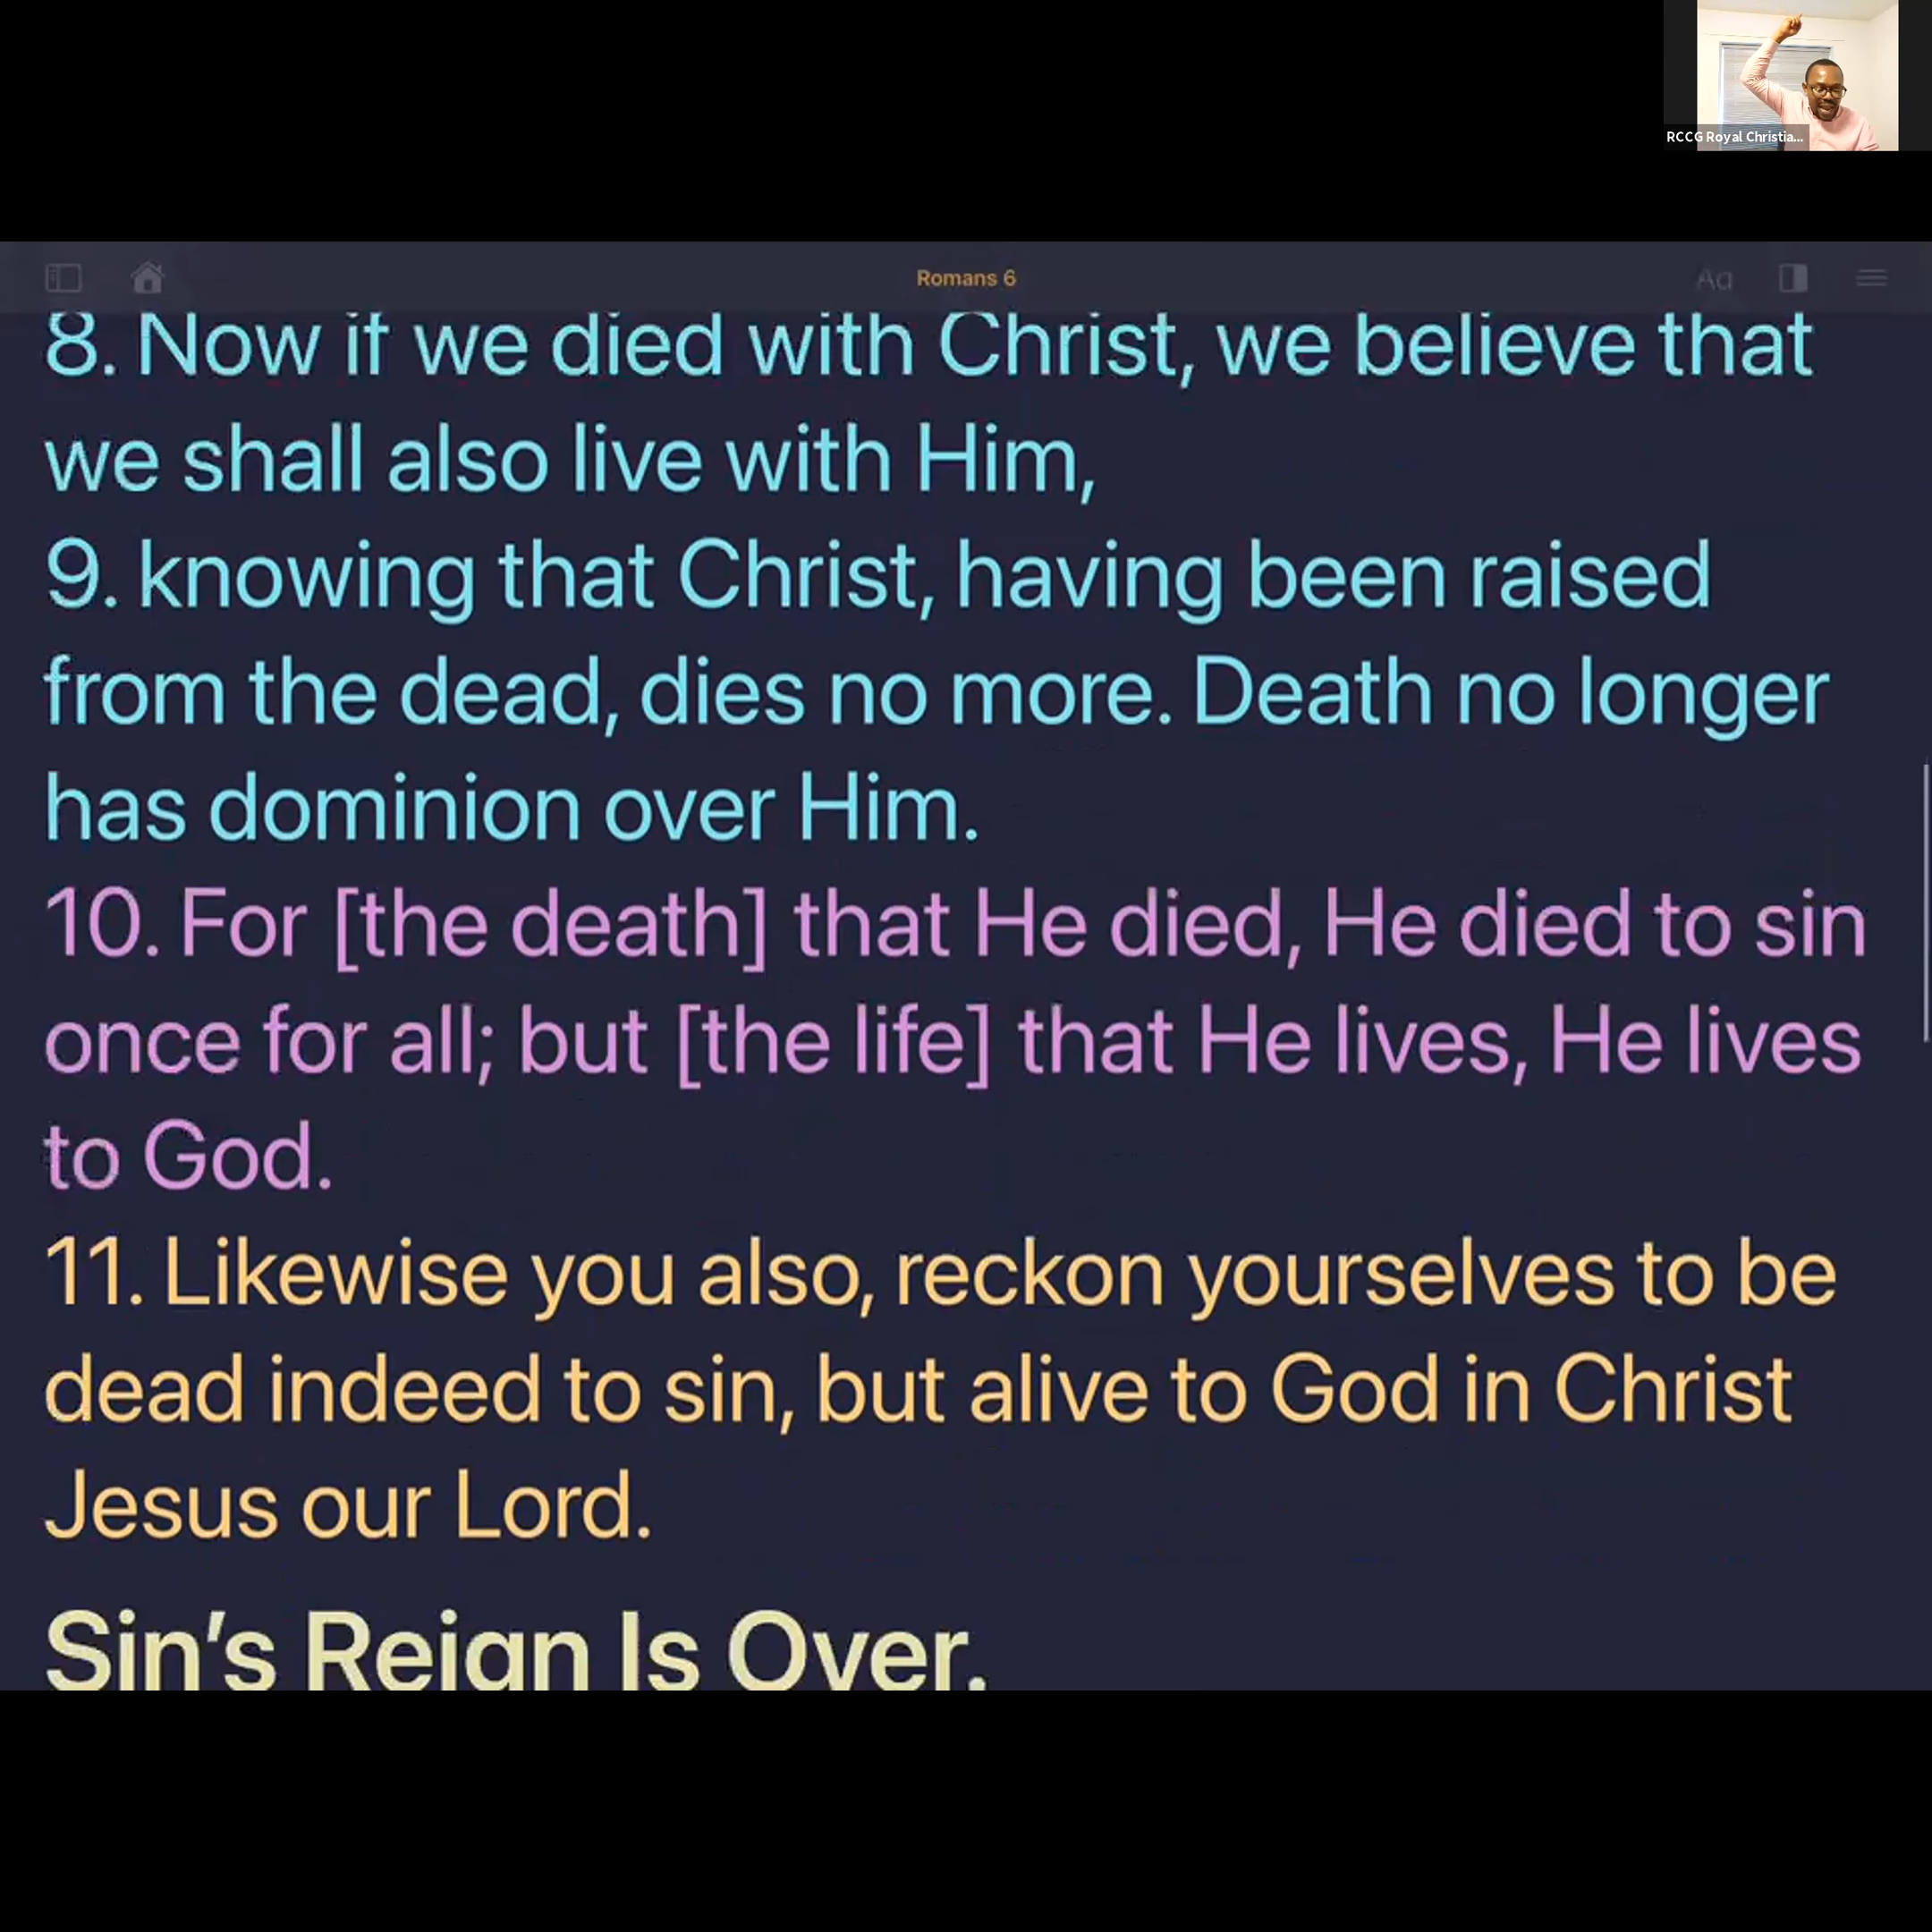 RCCG Royal Christia...
Romans 6
Aa
8. Now if we died with Christ, we believe that
we shall also live with Him,
9. knowing that Christ, having been raised
from the dead, dies no more. Death no longer
has dominion over Him.
10. For [the death] that He died, He died to sin
once for all; but [the life] that He lives, He lives
to God.
11. Likewise you also, reckon yourselves to be
dead indeed to sin, but alive to God in Christ
Jesus our Lord.
Sin's Reign Is Over.